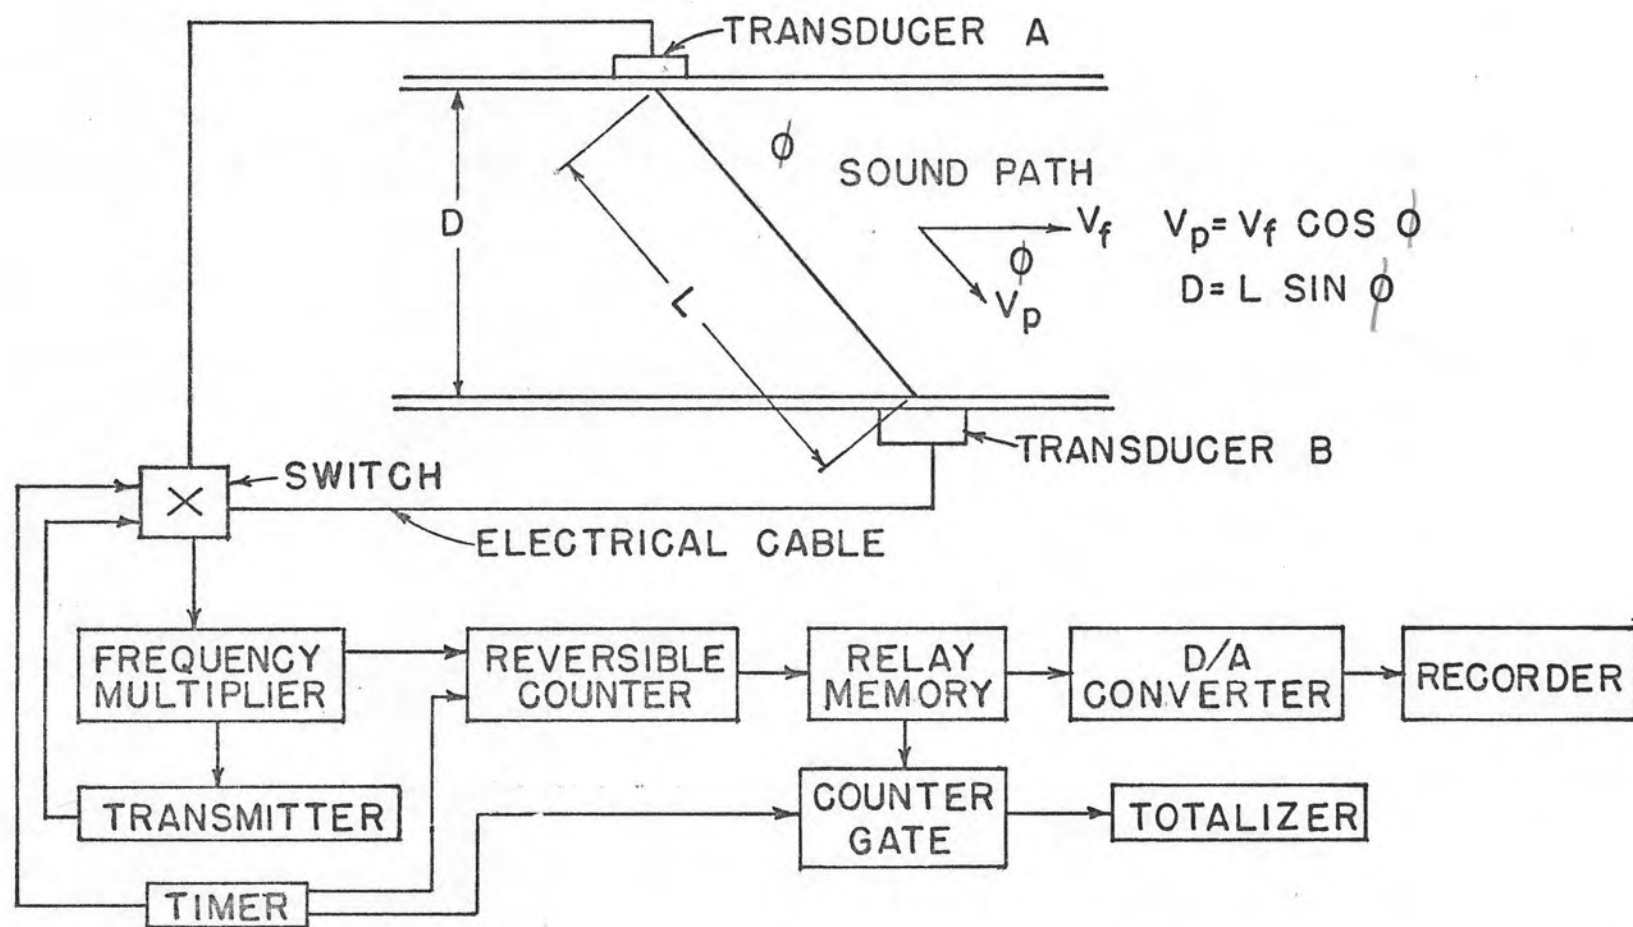 TRANSDUCER A
ϕ
SOUND PATH
D
L
Vf
Vp = Vf COS ϕ
ϕ
Vp
D = L SIN ϕ
TRANSDUCER B
SWITCH
X
ELECTRICAL CABLE
FREQUENCY
MULTIPLIER
REVERSIBLE
COUNTER
RELAY
MEMORY
D/A
CONVERTER
RECORDER
TRANSMITTER
COUNTER
GATE
TOTALIZER
TIMER